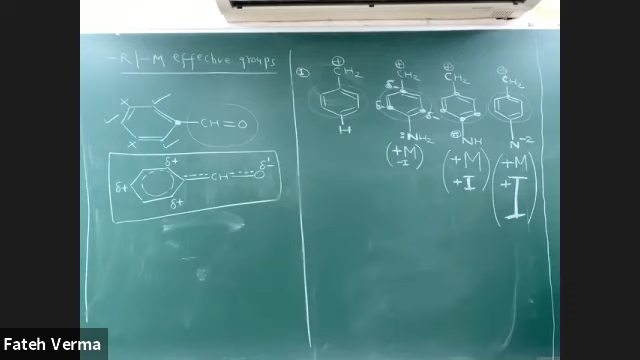 -R/-M effective groups
CH=O
δ+
δ-
CH
O
δ+
δ+
①
⊕
CH₂
H
⊕
CH₂
δ-
δ-
δ-
:NH₂
(+M
-I)
⊕
CH₂
NH
(+M
+I)
⊕
CH₂
N⁻²
(+M
+I)
Fateh Verma